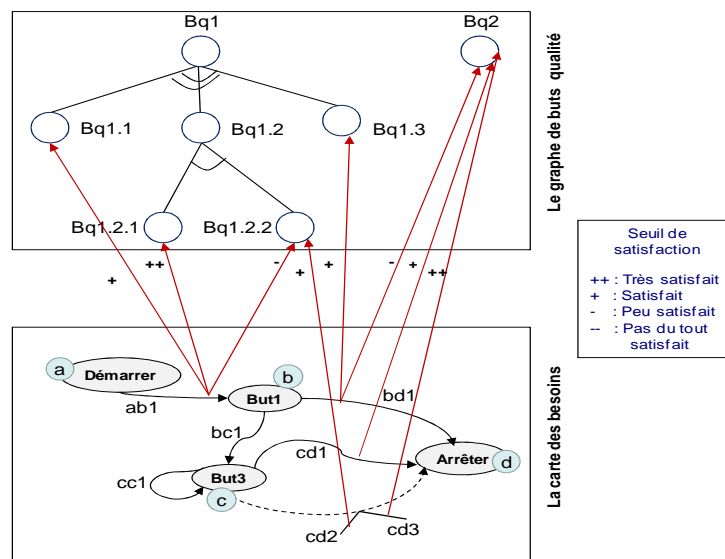 Bq1
Bq2
Bq1.1
Bq1.2
Bq1.3
Bq1.2.1
Bq1.2.2
Le graphe de buts qualité
+
++
-
+
+
-
+
++
Seuil de
satisfaction
++ : Très satisfait
+ : Satisfait
- : Peu satisfait
-- : Pas du tout
satisfait
a
Démarrer
b
ab1
But1
bd1
bc1
cd1
Arrêter
d
cc1
But3
c
cd2
cd3
La carte des besoins